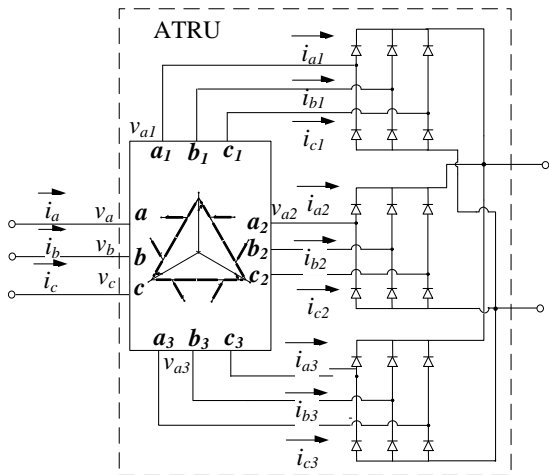 ATRU
i_a1
i_b1
i_c1
v_a1
a_1 b_1 c_1
i_a v_a a
i_b v_b b
i_c v_c c
a_2 v_a2 i_a2
b_2 i_b2
c_2
i_c2
a_3 b_3 c_3
v_a3
i_a3
i_b3
i_c3